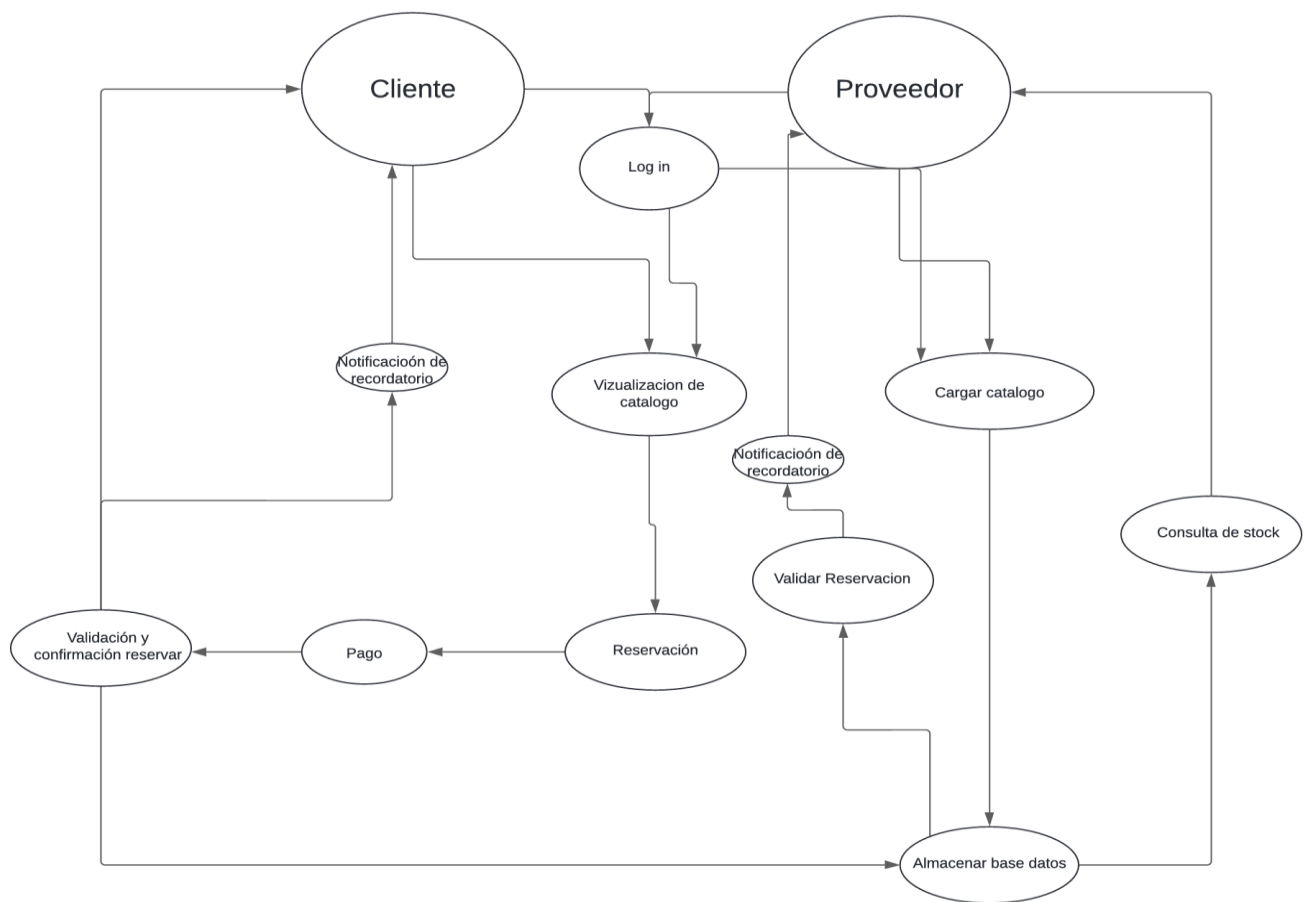 Cliente
Proveedor
Log in
Notificacioón de
recordatorio
Vizualizacion de
catalogo
Cargar catalogo
Notificacioón de
recordatorio
Consulta de stock
Validar Reservacion
Validación y
confirmación reservar
Pago
Reservación
Almacenar base datos